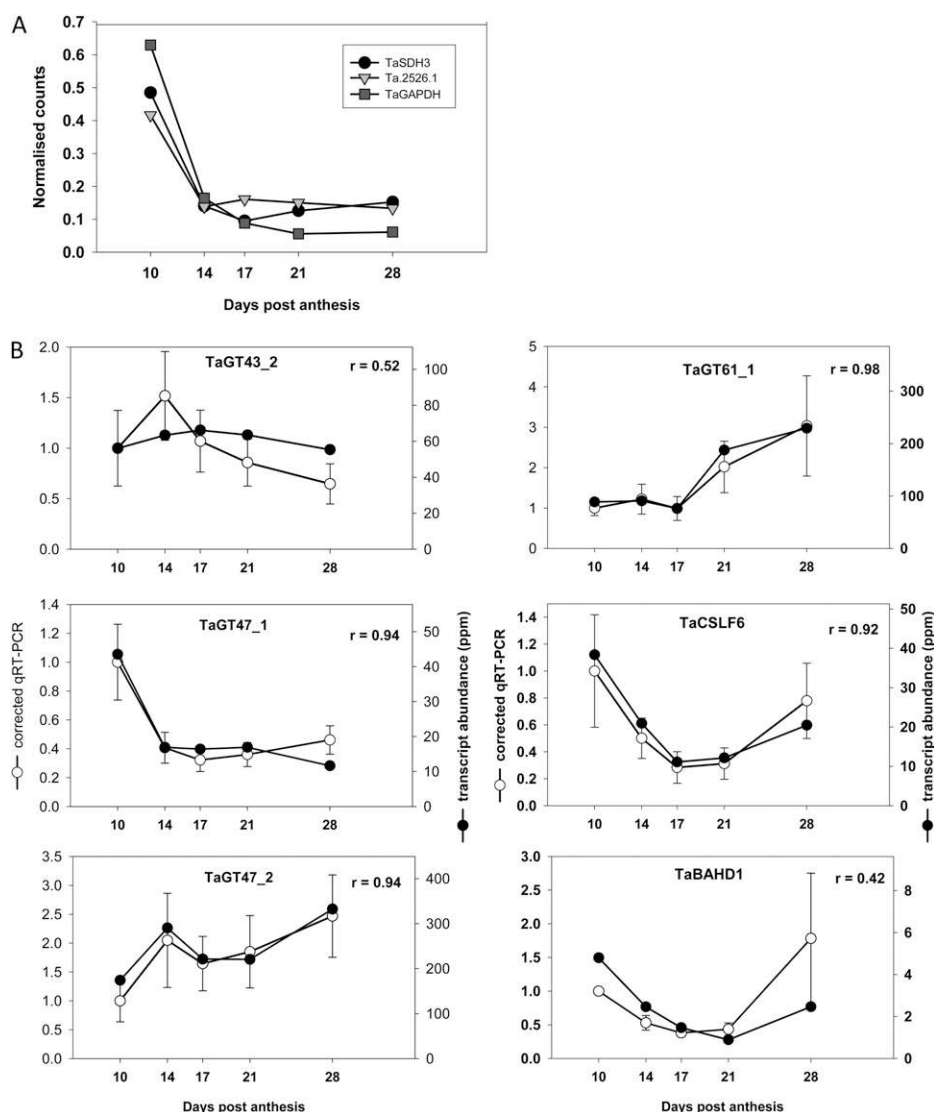 A
0.7
0.6
0.5
0.4
0.3
0.2
0.1
0.0
Normalised counts
TaSDH3
Ta.2526.1
TaGAPDH
10 14 17 21 28
Days post anthesis
B
TaGT43_2
r = 0.52
2.0
1.5
1.0
0.5
0.0
100
80
60
40
20
0
10 14 17 21 28
TaGT61_1
r = 0.98
5
4
3
2
1
0
300
200
100
0
10 14 17 21 28
TaGT47_1
r = 0.94
1.4
1.2
1.0
0.8
0.6
0.4
0.2
0.0
50
40
30
20
10
0
10 14 17 21 28
corrected qRT-PCR
transcript abundance (ppm)
TaCSLF6
r = 0.92
1.4
1.2
1.0
0.8
0.6
0.4
0.2
0.0
50
40
30
20
10
0
10 14 17 21 28
corrected qRT-PCR
transcript abundance (ppm)
TaGT47_2
r = 0.94
3.5
3.0
2.5
2.0
1.5
1.0
0.5
0.0
400
300
200
100
0
10 14 17 21 28
Days post anthesis
TaBAHD1
r = 0.42
3.0
2.5
2.0
1.5
1.0
0.5
0.0
8
6
4
2
0
10 14 17 21 28
Days post anthesis